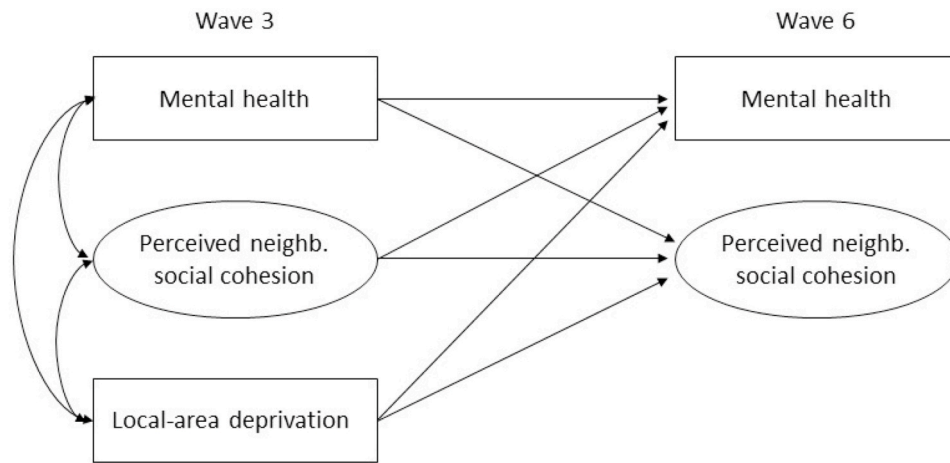 Wave 3
Wave 6
Mental health
Mental health
Perceived neighb.
social cohesion
Perceived neighb.
social cohesion
Local-area deprivation